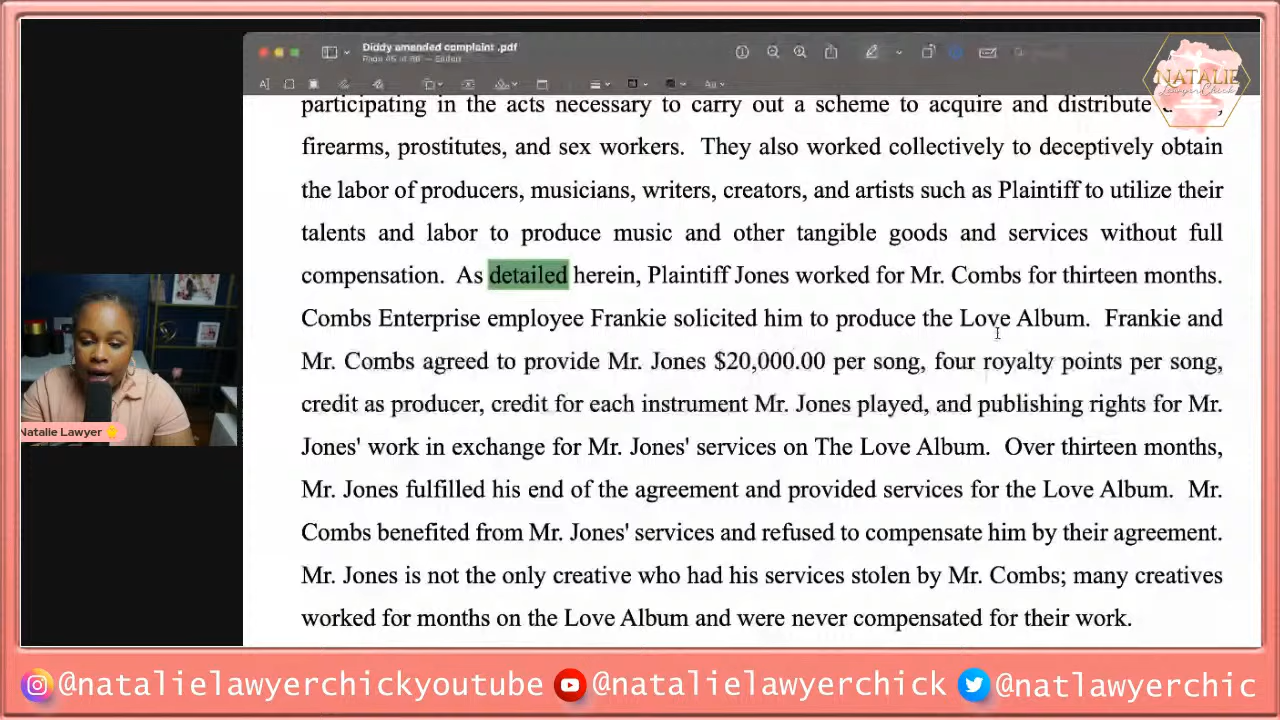 Diddy amended complaint .pdf
NATALIE
LawyerChick
participating in the acts necessary to carry out a scheme to acquire and distribute
firearms, prostitutes, and sex workers. They also worked collectively to deceptively obtain
the labor of producers, musicians, writers, creators, and artists such as Plaintiff to utilize their
talents and labor to produce music and other tangible goods and services without full
compensation. As detailed herein, Plaintiff Jones worked for Mr. Combs for thirteen months.
Combs Enterprise employee Frankie solicited him to produce the Love Album. Frankie and
Mr. Combs agreed to provide Mr. Jones $20,000.00 per song, four royalty points per song,
credit as producer, credit for each instrument Mr. Jones played, and publishing rights for Mr.
Jones' work in exchange for Mr. Jones' services on The Love Album. Over thirteen months,
Mr. Jones fulfilled his end of the agreement and provided services for the Love Album. Mr.
Combs benefited from Mr. Jones' services and refused to compensate him by their agreement.
Mr. Jones is not the only creative who had his services stolen by Mr. Combs; many creatives
worked for months on the Love Album and were never compensated for their work.
Natalie Lawyer
@natalielawyerchickyoutube @natalielawyerchick @natlawyerchic